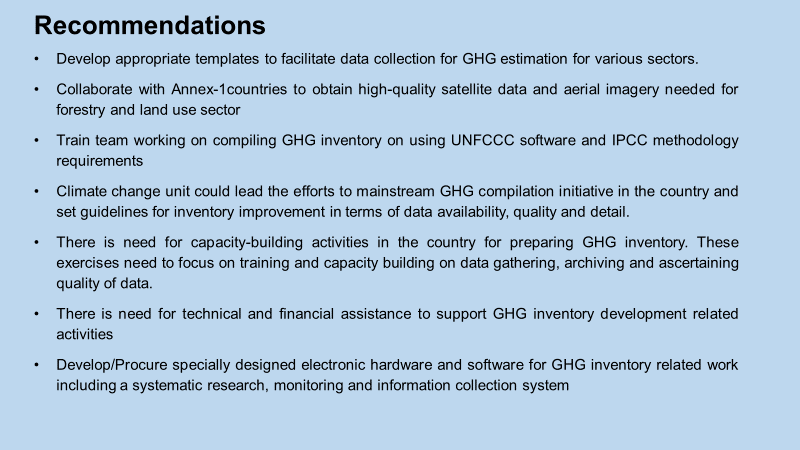 Recommendations
• Develop appropriate templates to facilitate data collection for GHG estimation for various sectors.
• Collaborate with Annex-1countries to obtain high-quality satellite data and aerial imagery needed for
forestry and land use sector
• Train team working on compiling GHG inventory on using UNFCCC software and IPCC methodology
requirements
• Climate change unit could lead the efforts to mainstream GHG compilation initiative in the country and
set guidelines for inventory improvement in terms of data availability, quality and detail.
• There is need for capacity-building activities in the country for preparing GHG inventory. These
exercises need to focus on training and capacity building on data gathering, archiving and ascertaining
quality of data.
• There is need for technical and financial assistance to support GHG inventory development related
activities
• Develop/Procure specially designed electronic hardware and software for GHG inventory related work
including a systematic research, monitoring and information collection system